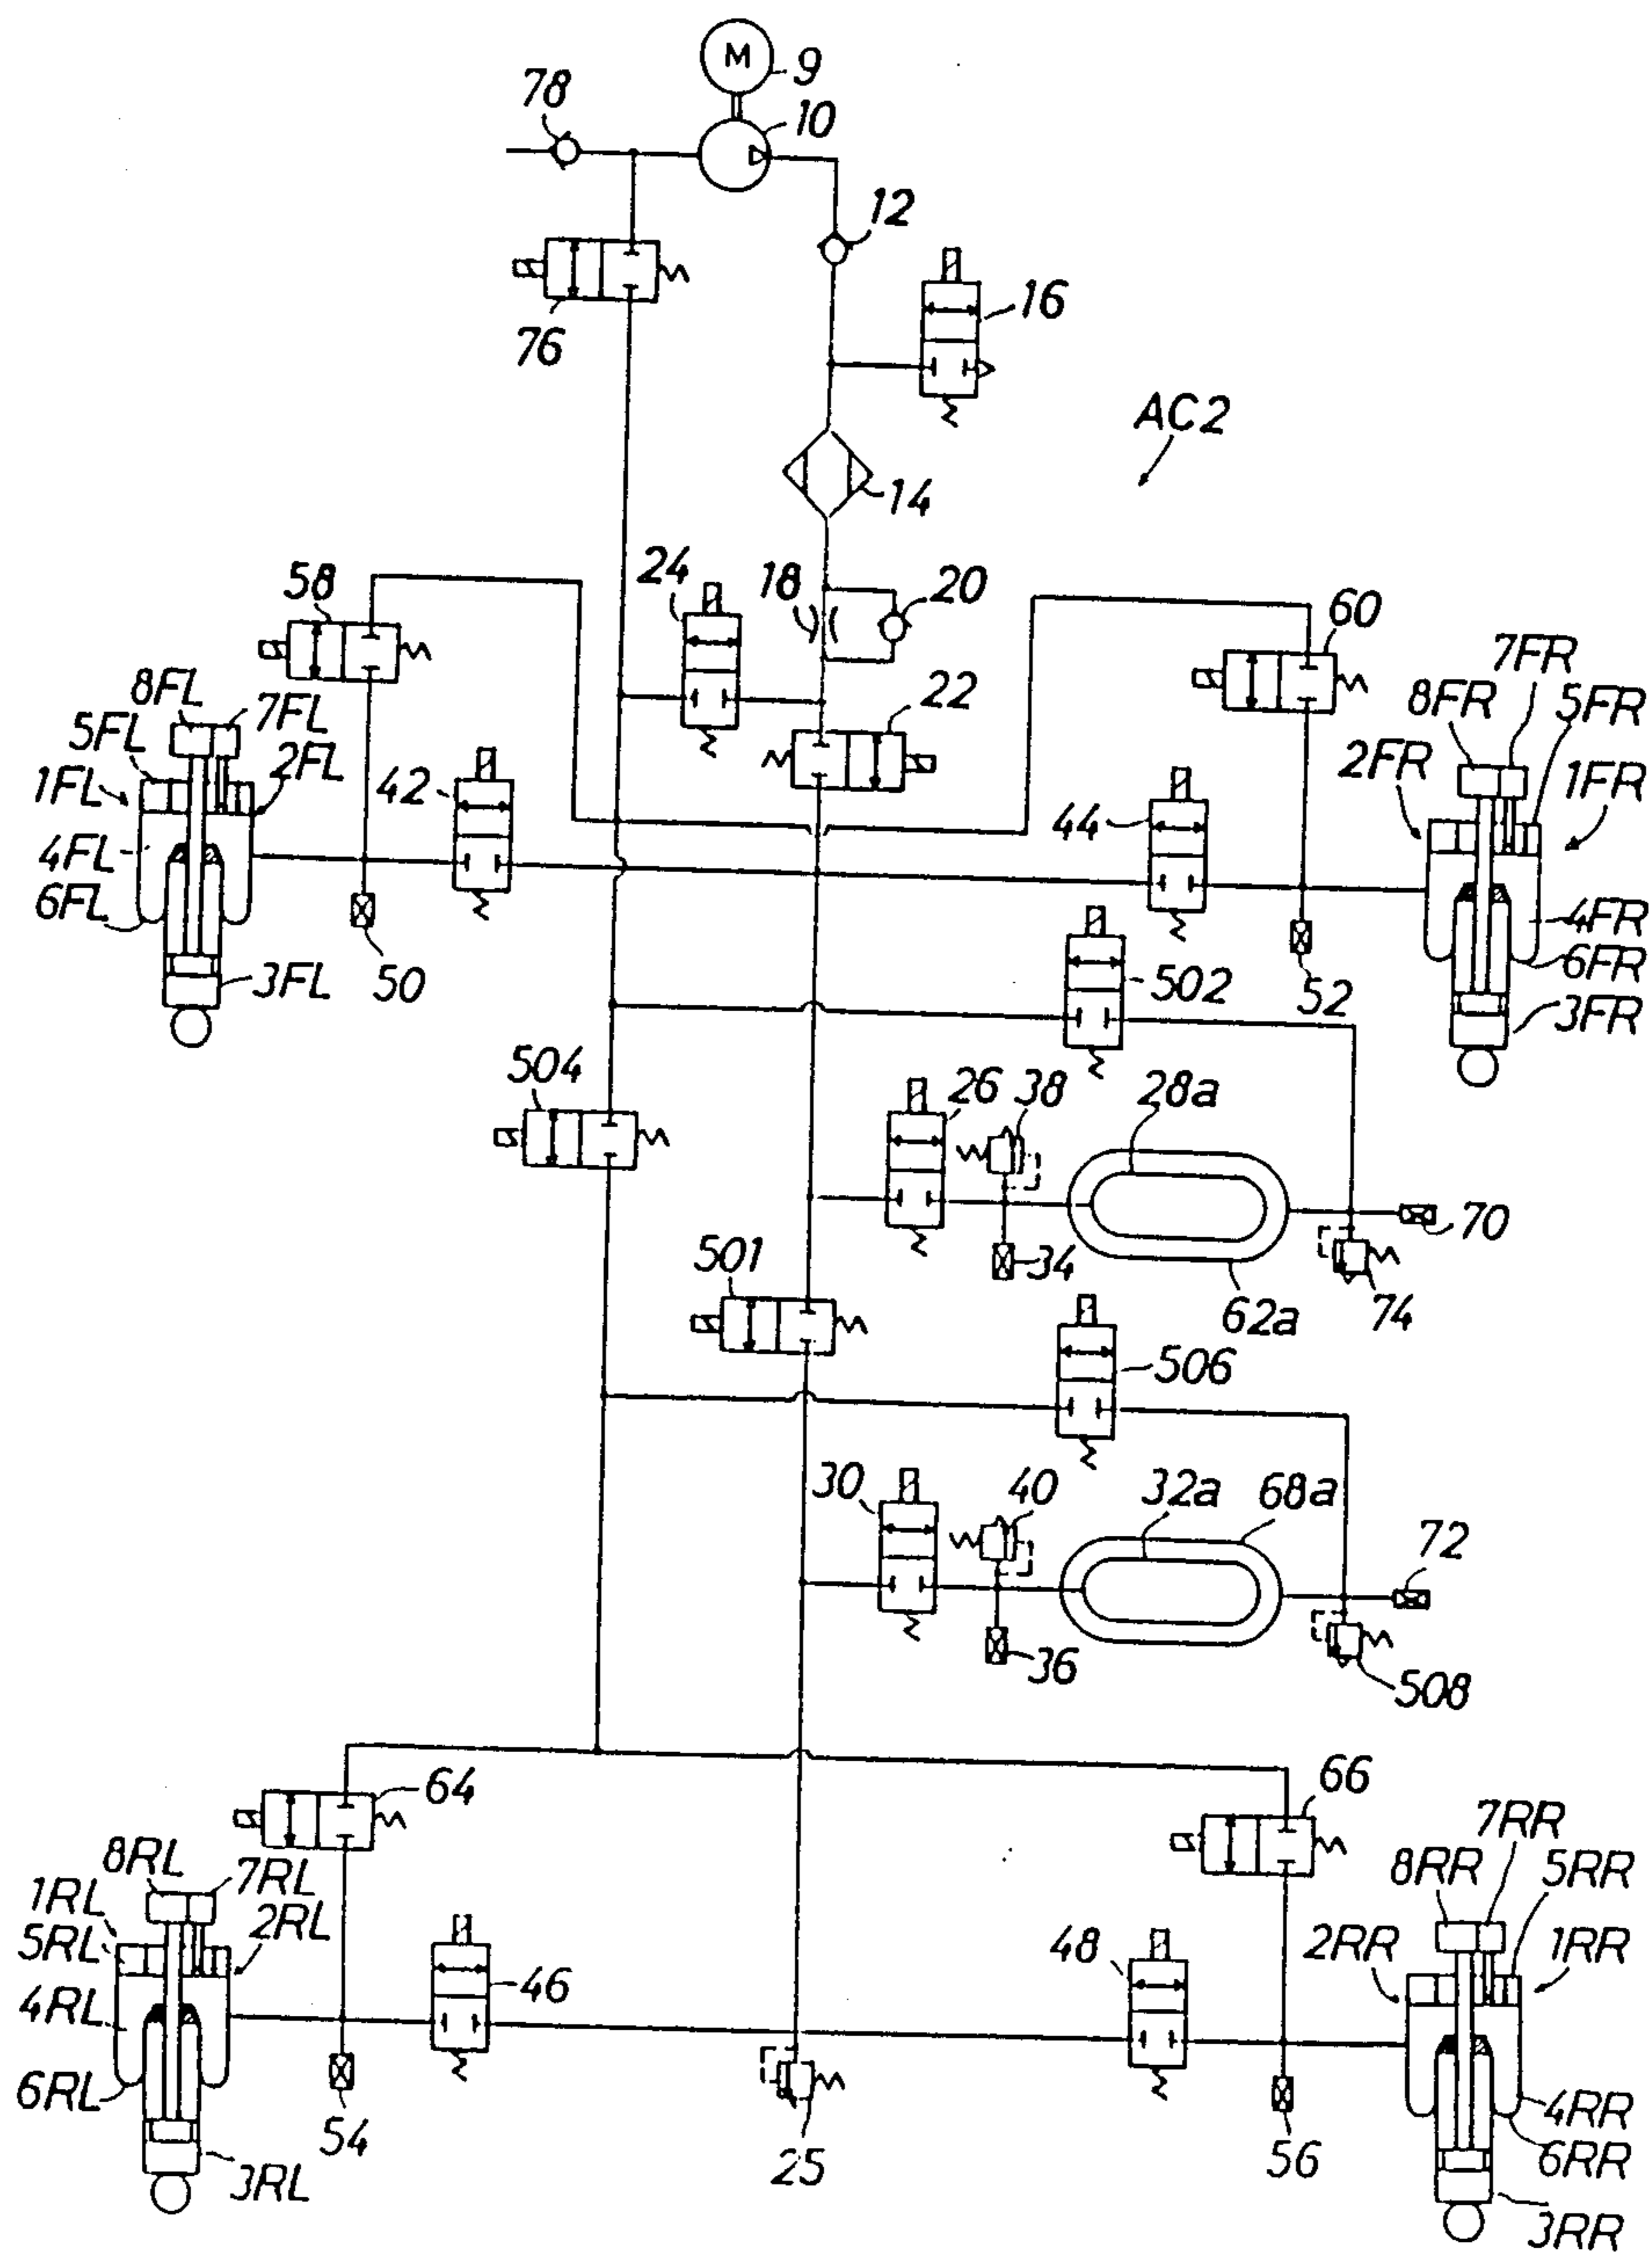 M
9
78
10
12
16
76
AC2
14
24
18
20
58
60
7FR
8FL
7FL
22
8FR
5FR
5FL
2FL
2FR
1FR
1FL
42
44
4FL
6FL
4FR
3FL
50
502
52
6FR
3FR
504
26
38
28a
70
501
34
62a
74
506
30
40
32a
68a
72
36
508
64
66
8RL
7RL
7RR
1RL
8RR
5RR
5RL
2RL
48
2RR
1RR
4RL
46
6RL
54
25
56
4RR
6RR
3RL
3RR